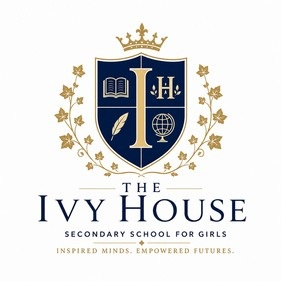 I H
THE
IVY HOUSE
SECONDARY SCHOOL FOR GIRLS
INSPIRED MINDS. EMPOWERED FUTURES.